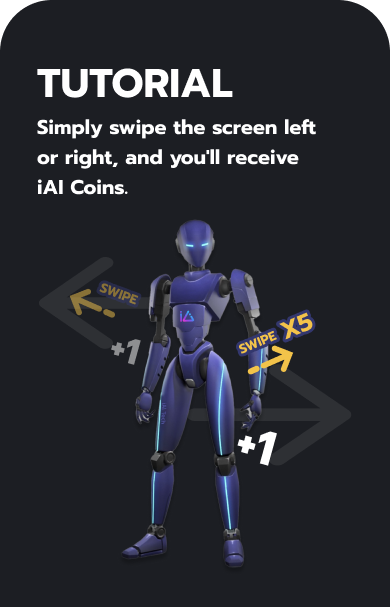 TUTORIAL
Simply swipe the screen left
or right, and you'll receive
iAI Coins.
SWIPE
+1
SWIPE X5
+1